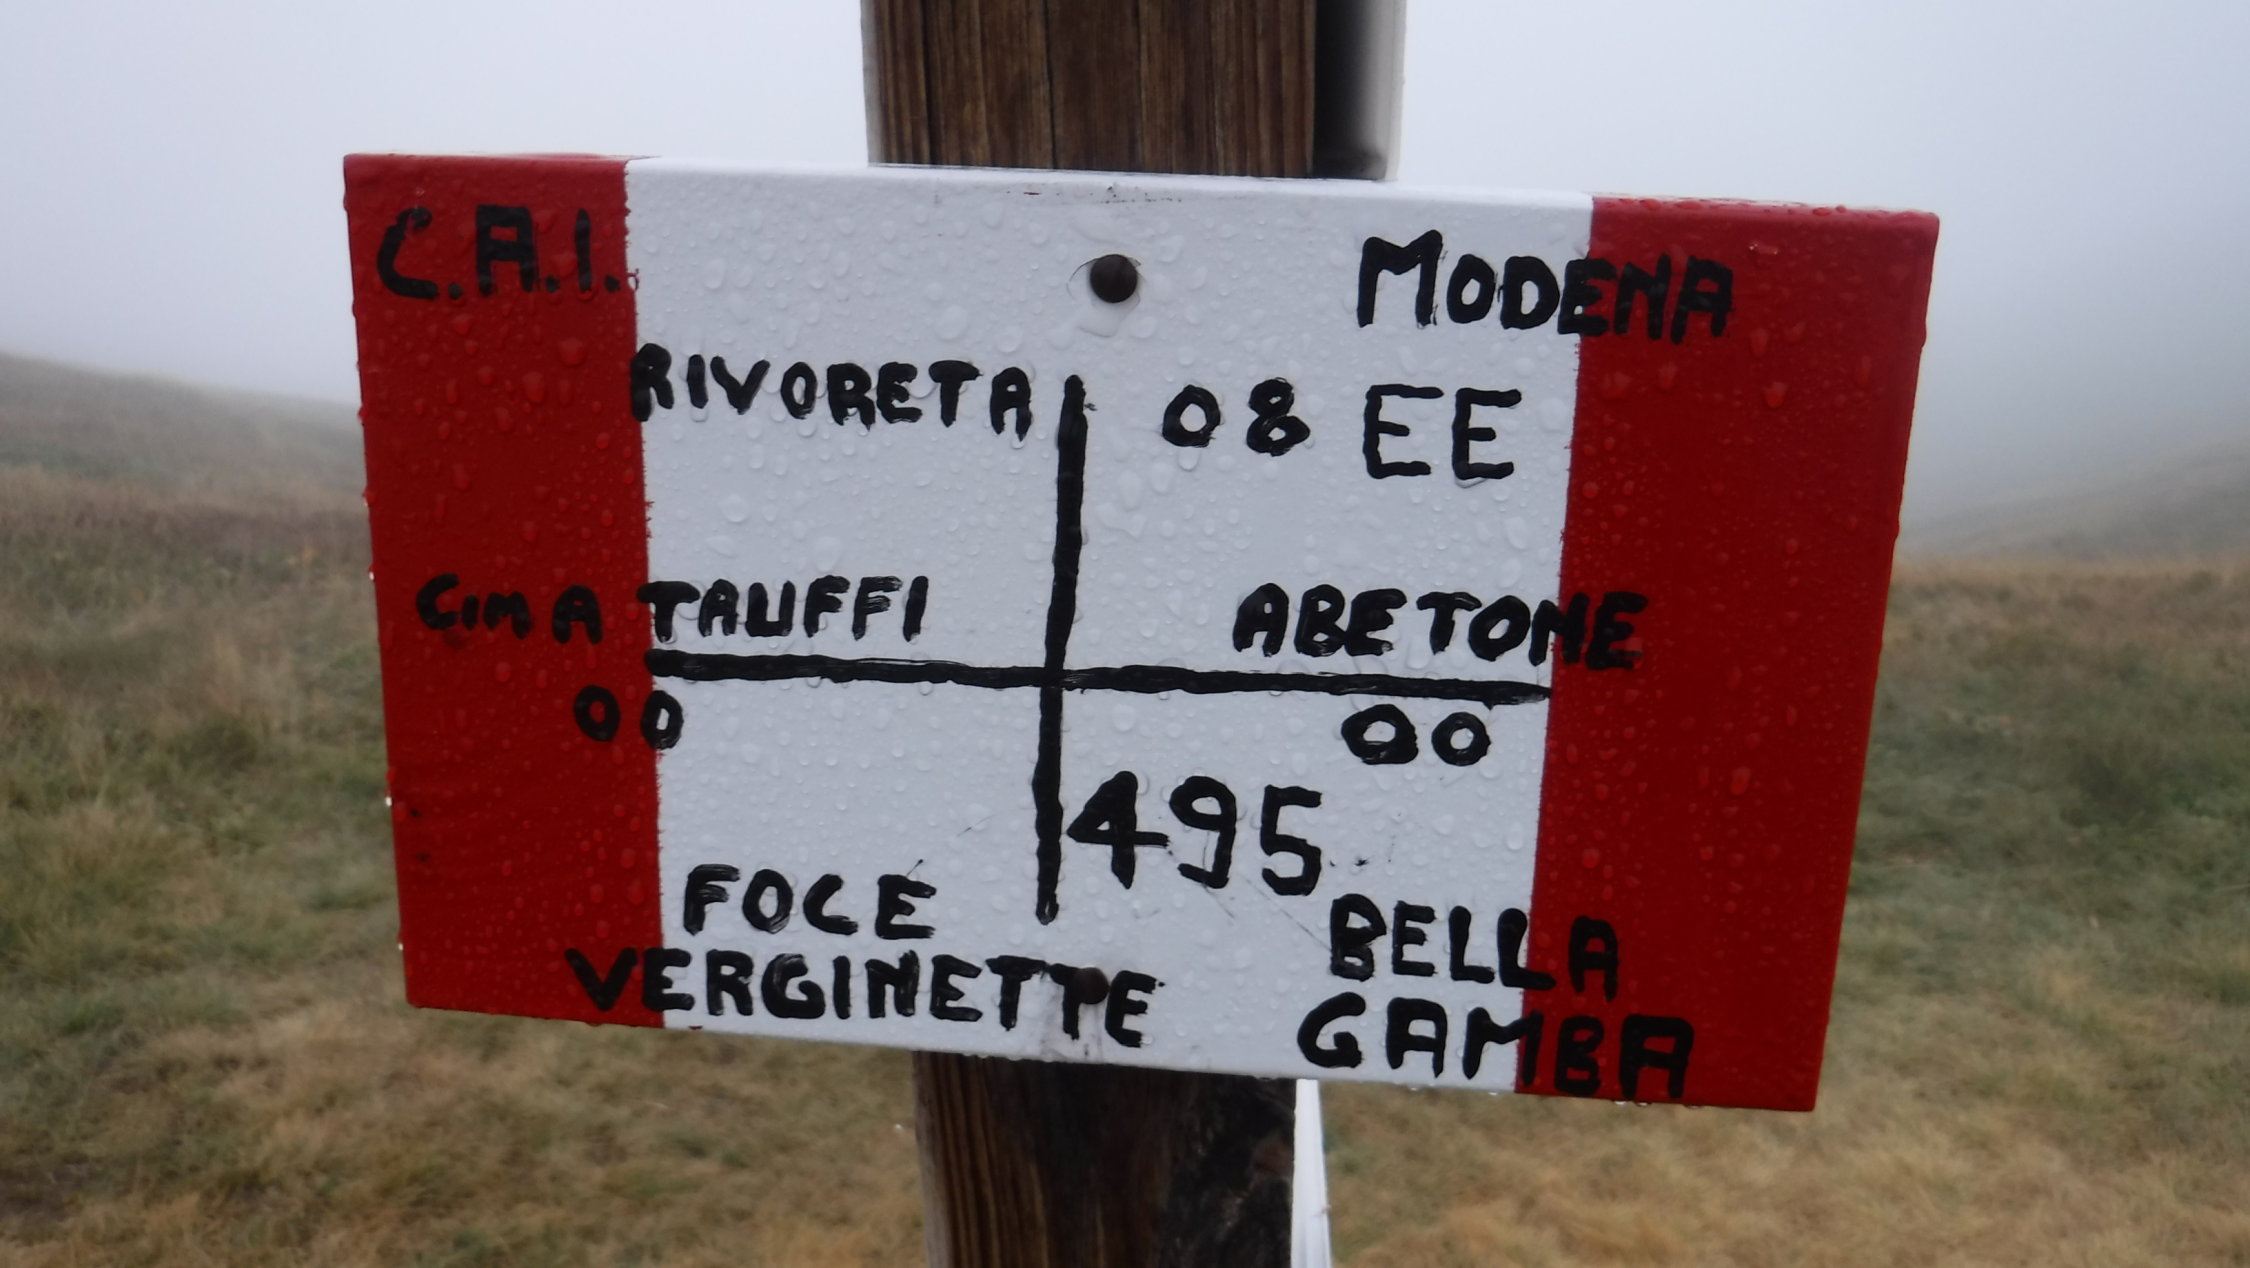 C.A.I. MODENA
RIVORETA 08 EE
CIMA TAUFFI ABETONE
00 00
495
FOCE BELLA
VERGINETTE GAMBA